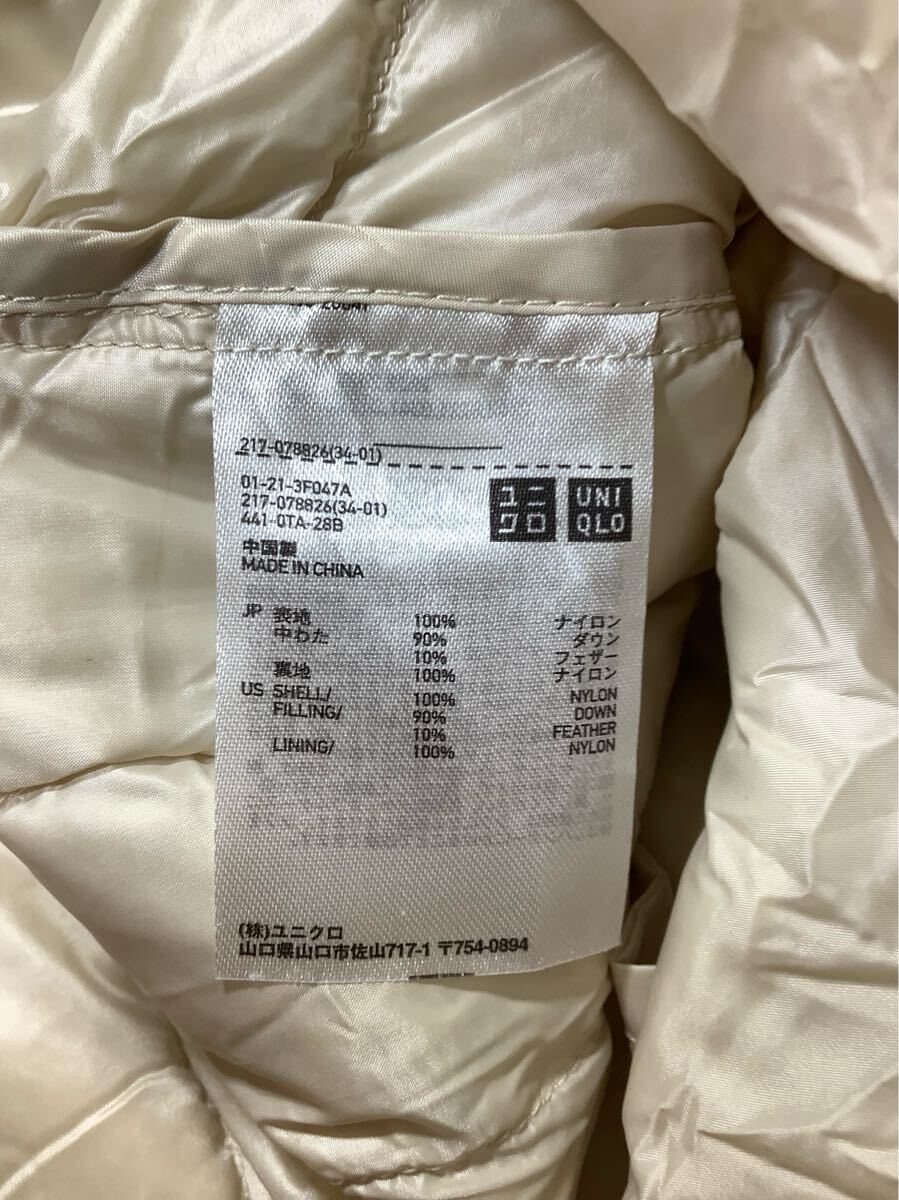 217-078826(34-01)
01-21-3F047A
217-078826(34-01)
441-0TA-28B
ユニクロ
UNIQLO
中国製
MADE IN CHINA
JP 表地 100% ナイロン
中わた 90% ダウン
10% フェザー
裏地 100% ナイロン
US SHELL/ 100% NYLON
FILLING/ 90% DOWN
10% FEATHER
LINING/ 100% NYLON
(株)ユニクロ
山口県山口市佐山717-1 〒754-0894